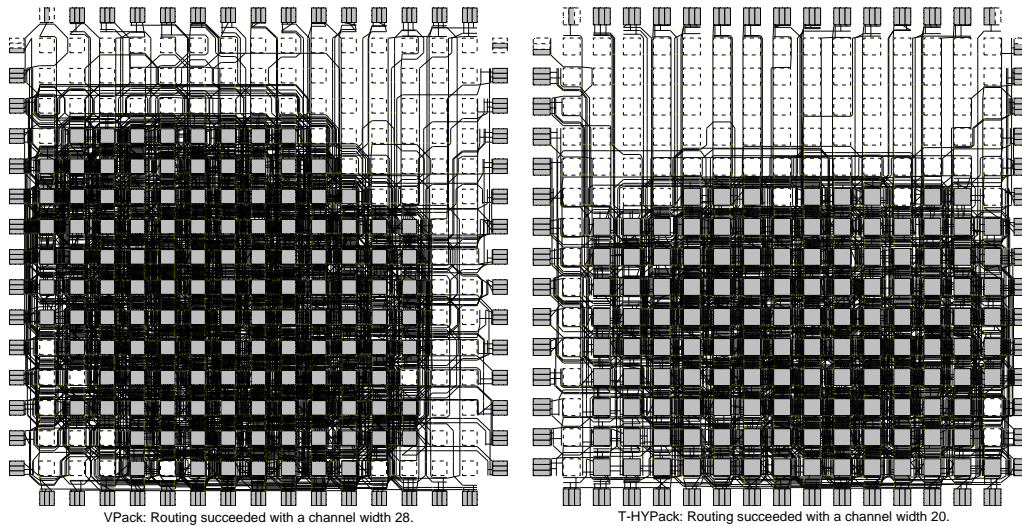 VPack: Routing succeeded with a channel width 28.
T-HYPack: Routing succeeded with a channel width 20.